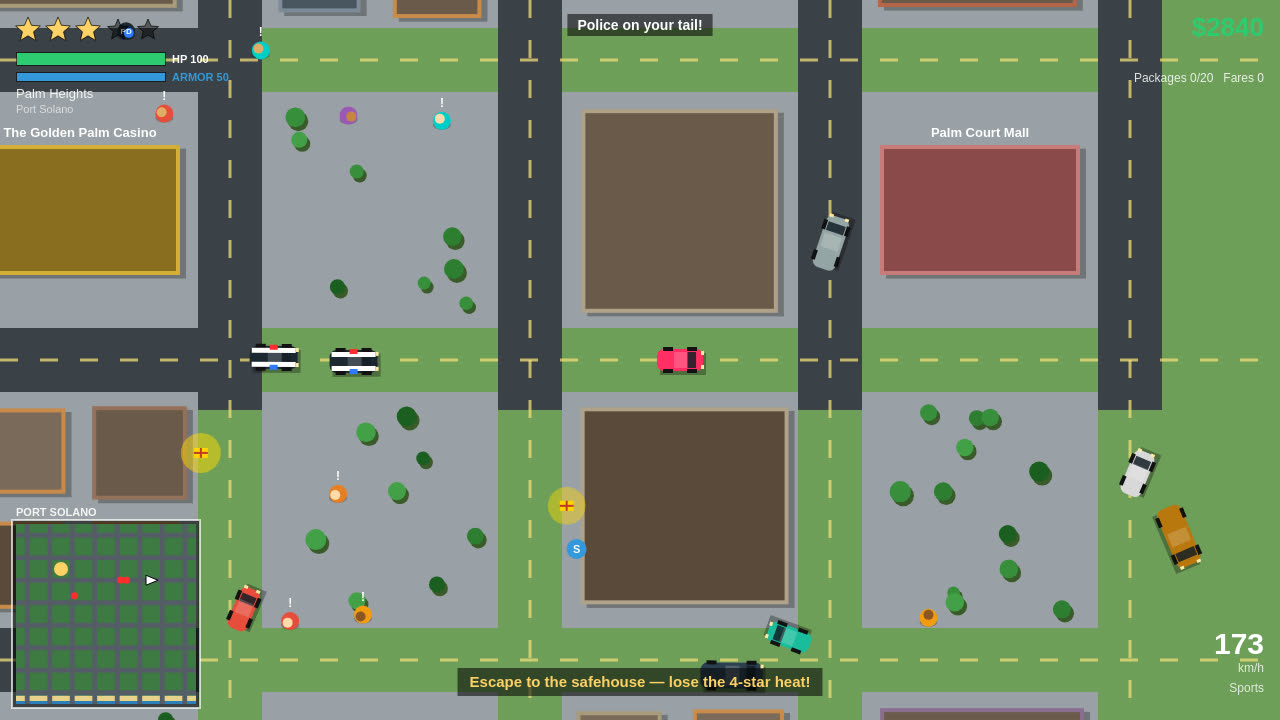 Police on your tail!
$2840
HP 100
ARMOR 50
Packages 0/20 Fares 0
Palm Heights
!
!
!
Port Solano
The Golden Palm Casino
Palm Court Mall
!
PORT SOLANO
S
!
!
173
km/h
Escape to the safehouse — lose the 4-star heat!
Sports